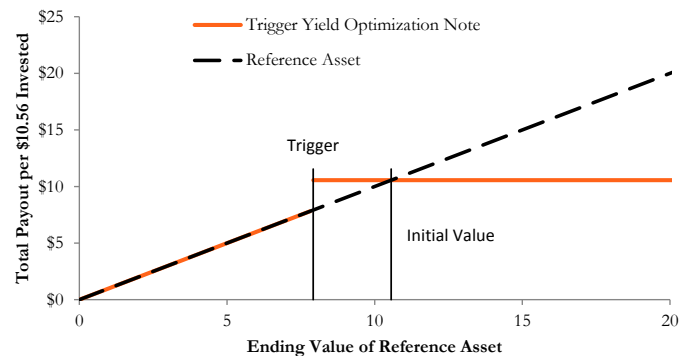 $25
Trigger Yield Optimization Note
Reference Asset
$20
$15
Trigger
$10
Initial Value
$5
$0
0 5 10 15 20
Total Payout per $10.56 Invested
Ending Value of Reference Asset